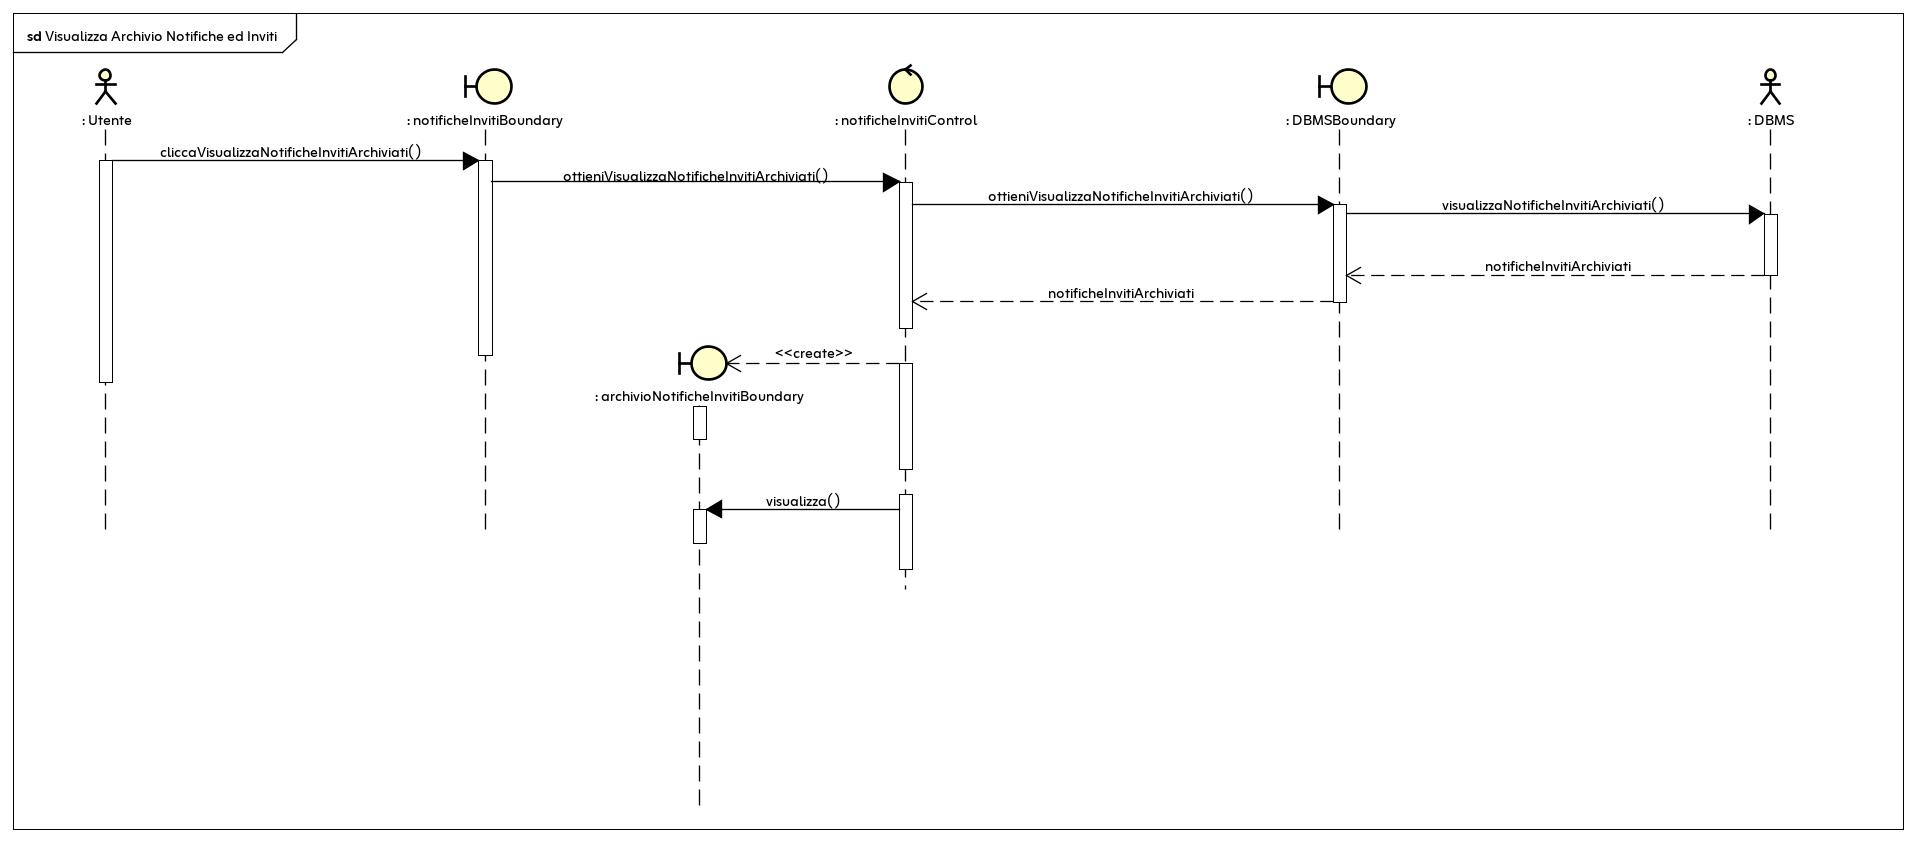 sd Visualizza Archivio Notifiche ed Inviti
: Utente
: notificheInvitiBoundary
: notificheInvitiControl
: DBMSBoundary
: DBMS
cliccaVisualizzaNotificheInvitiArchiviati()
ottieniVisualizzaNotificheInvitiArchiviati()
ottieniVisualizzaNotificheInvitiArchiviati()
visualizzaNotificheInvitiArchiviati()
notificheInvitiArchiviati
notificheInvitiArchiviati
<<create>>
: archivioNotificheInvitiBoundary
visualizza()